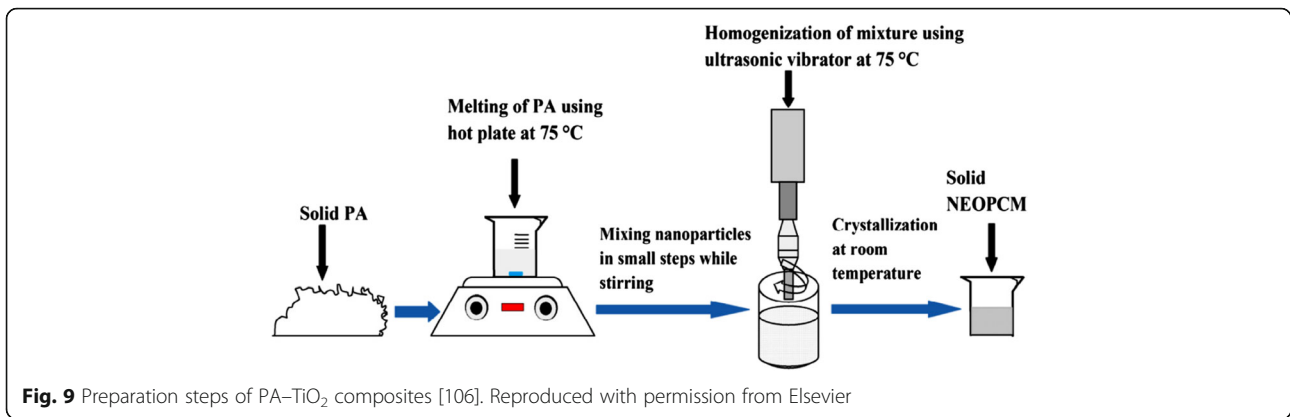 Homogenization of mixture using
ultrasonic vibrator at 75 °C
Melting of PA using
hot plate at 75 °C
Solid
NEOPCM
Solid PA
Mixing nanoparticles
in small steps while
stirring
Crystallization
at room
temperature
Fig. 9 Preparation steps of PA–TiO₂ composites [106]. Reproduced with permission from Elsevier